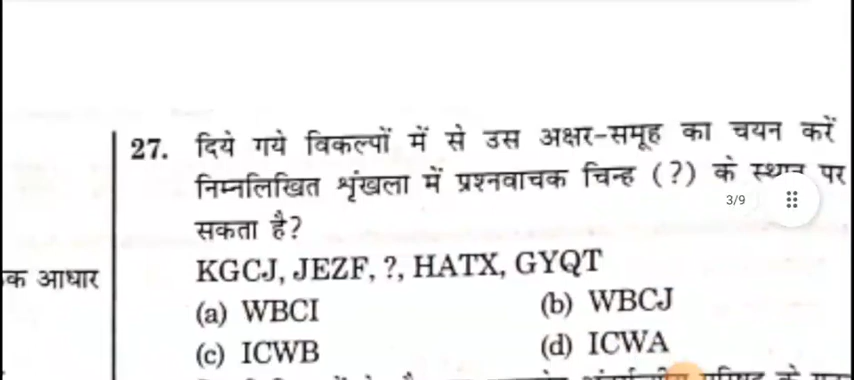 27. दिये गये विकल्पों में से उस अक्षर-समूह का चयन करें
निम्नलिखित शृंखला में प्रश्नवाचक चिन्ह (?) के स्थान पर
3/9
सकता है?
क आधार
KGCJ, JEZF, ?, HATX, GYQT
(a) WBCI (b) WBCJ
(c) ICWB (d) ICWA